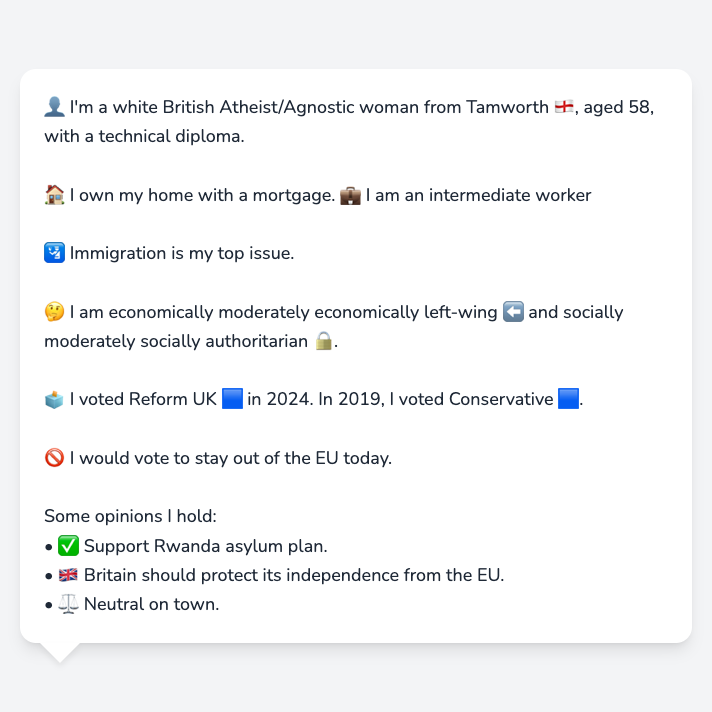 👤 I'm a white British Atheist/Agnostic woman from Tamworth 🏴󠁧󠁢󠁥󠁮󠁧󠁿, aged 58,
with a technical diploma.
🏠 I own my home with a mortgage. 💼 I am an intermediate worker
🛂 Immigration is my top issue.
🤔 I am economically moderately economically left-wing ⬅️ and socially
moderately socially authoritarian 🔒.
🗳️ I voted Reform UK 🟦 in 2024. In 2019, I voted Conservative 🟦.
🚫 I would vote to stay out of the EU today.
Some opinions I hold:
• ✅ Support Rwanda asylum plan.
• 🇬🇧 Britain should protect its independence from the EU.
• ⚖️ Neutral on town.